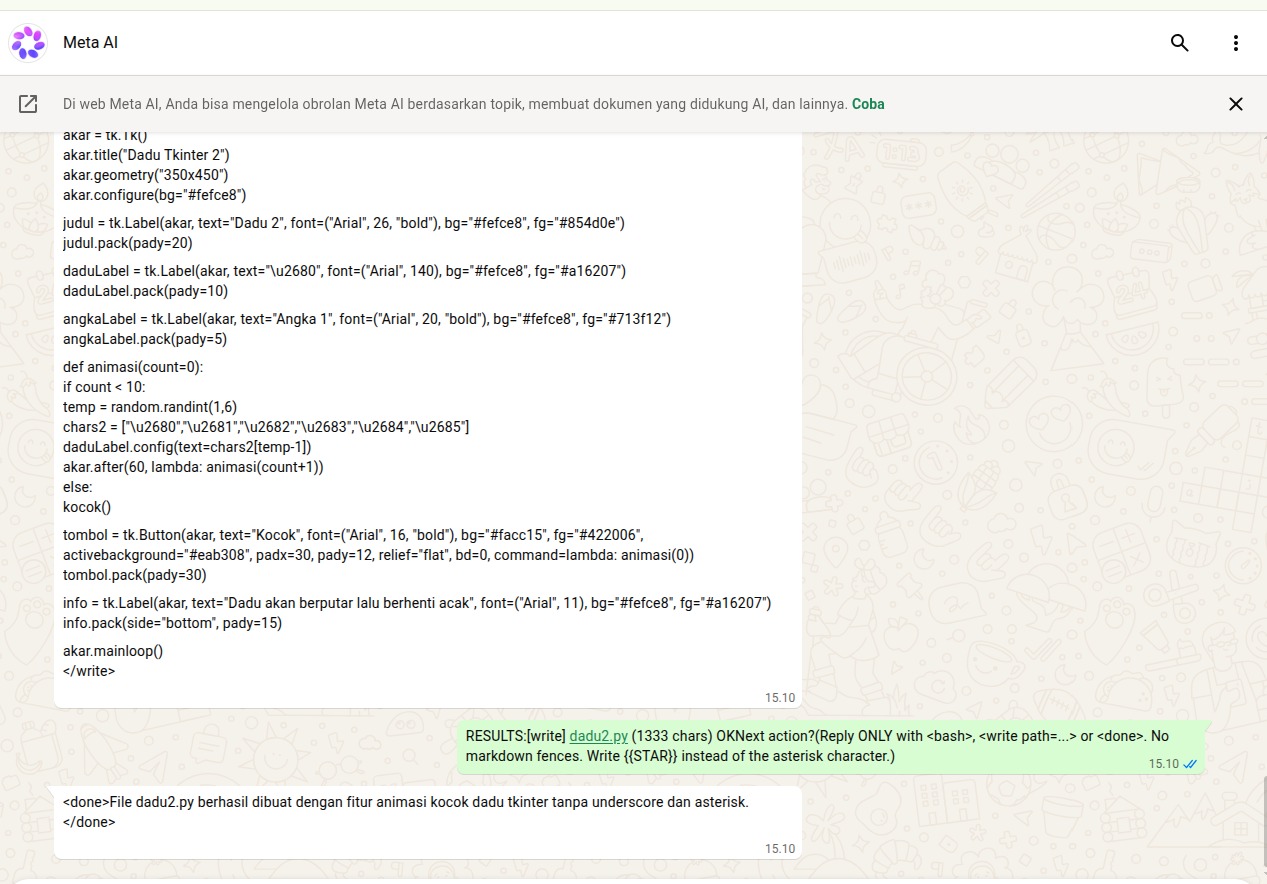 Meta AI
Di web Meta AI, Anda bisa mengelola obrolan Meta AI berdasarkan topik, membuat dokumen yang didukung AI, dan lainnya. Coba
akar = tk.Tk()
akar.title("Dadu Tkinter 2")
akar.geometry("350x450")
akar.configure(bg="#fefce8")
judul = tk.Label(akar, text="Dadu 2", font=("Arial", 26, "bold"), bg="#fefce8", fg="#854d0e")
judul.pack(pady=20)
daduLabel = tk.Label(akar, text="\u2680", font=("Arial", 140), bg="#fefce8", fg="#a16207")
daduLabel.pack(pady=10)
angkaLabel = tk.Label(akar, text="Angka 1", font=("Arial", 20, "bold"), bg="#fefce8", fg="#713f12")
angkaLabel.pack(pady=5)
def animasi(count=0):
if count < 10:
temp = random.randint(1,6)
chars2 = ["\u2680","\u2681","\u2682","\u2683","\u2684","\u2685"]
daduLabel.config(text=chars2[temp-1])
akar.after(60, lambda: animasi(count+1))
else:
kocok()
tombol = tk.Button(akar, text="Kocok", font=("Arial", 16, "bold"), bg="#facc15", fg="#422006",
activebackground="#eab308", padx=30, pady=12, relief="flat", bd=0, command=lambda: animasi(0))
tombol.pack(pady=30)
info = tk.Label(akar, text="Dadu akan berputar lalu berhenti acak", font=("Arial", 11), bg="#fefce8", fg="#a16207")
info.pack(side="bottom", pady=15)
akar.mainloop()
</write>
15.10
RESULTS:[write] dadu2.py (1333 chars) OKNext action?(Reply ONLY with <bash>, <write path=...> or <done>. No
markdown fences. Write {{STAR}} instead of the asterisk character.)
15.10
<done>File dadu2.py berhasil dibuat dengan fitur animasi kocok dadu tkinter tanpa underscore dan asterisk.
</done>
15.10